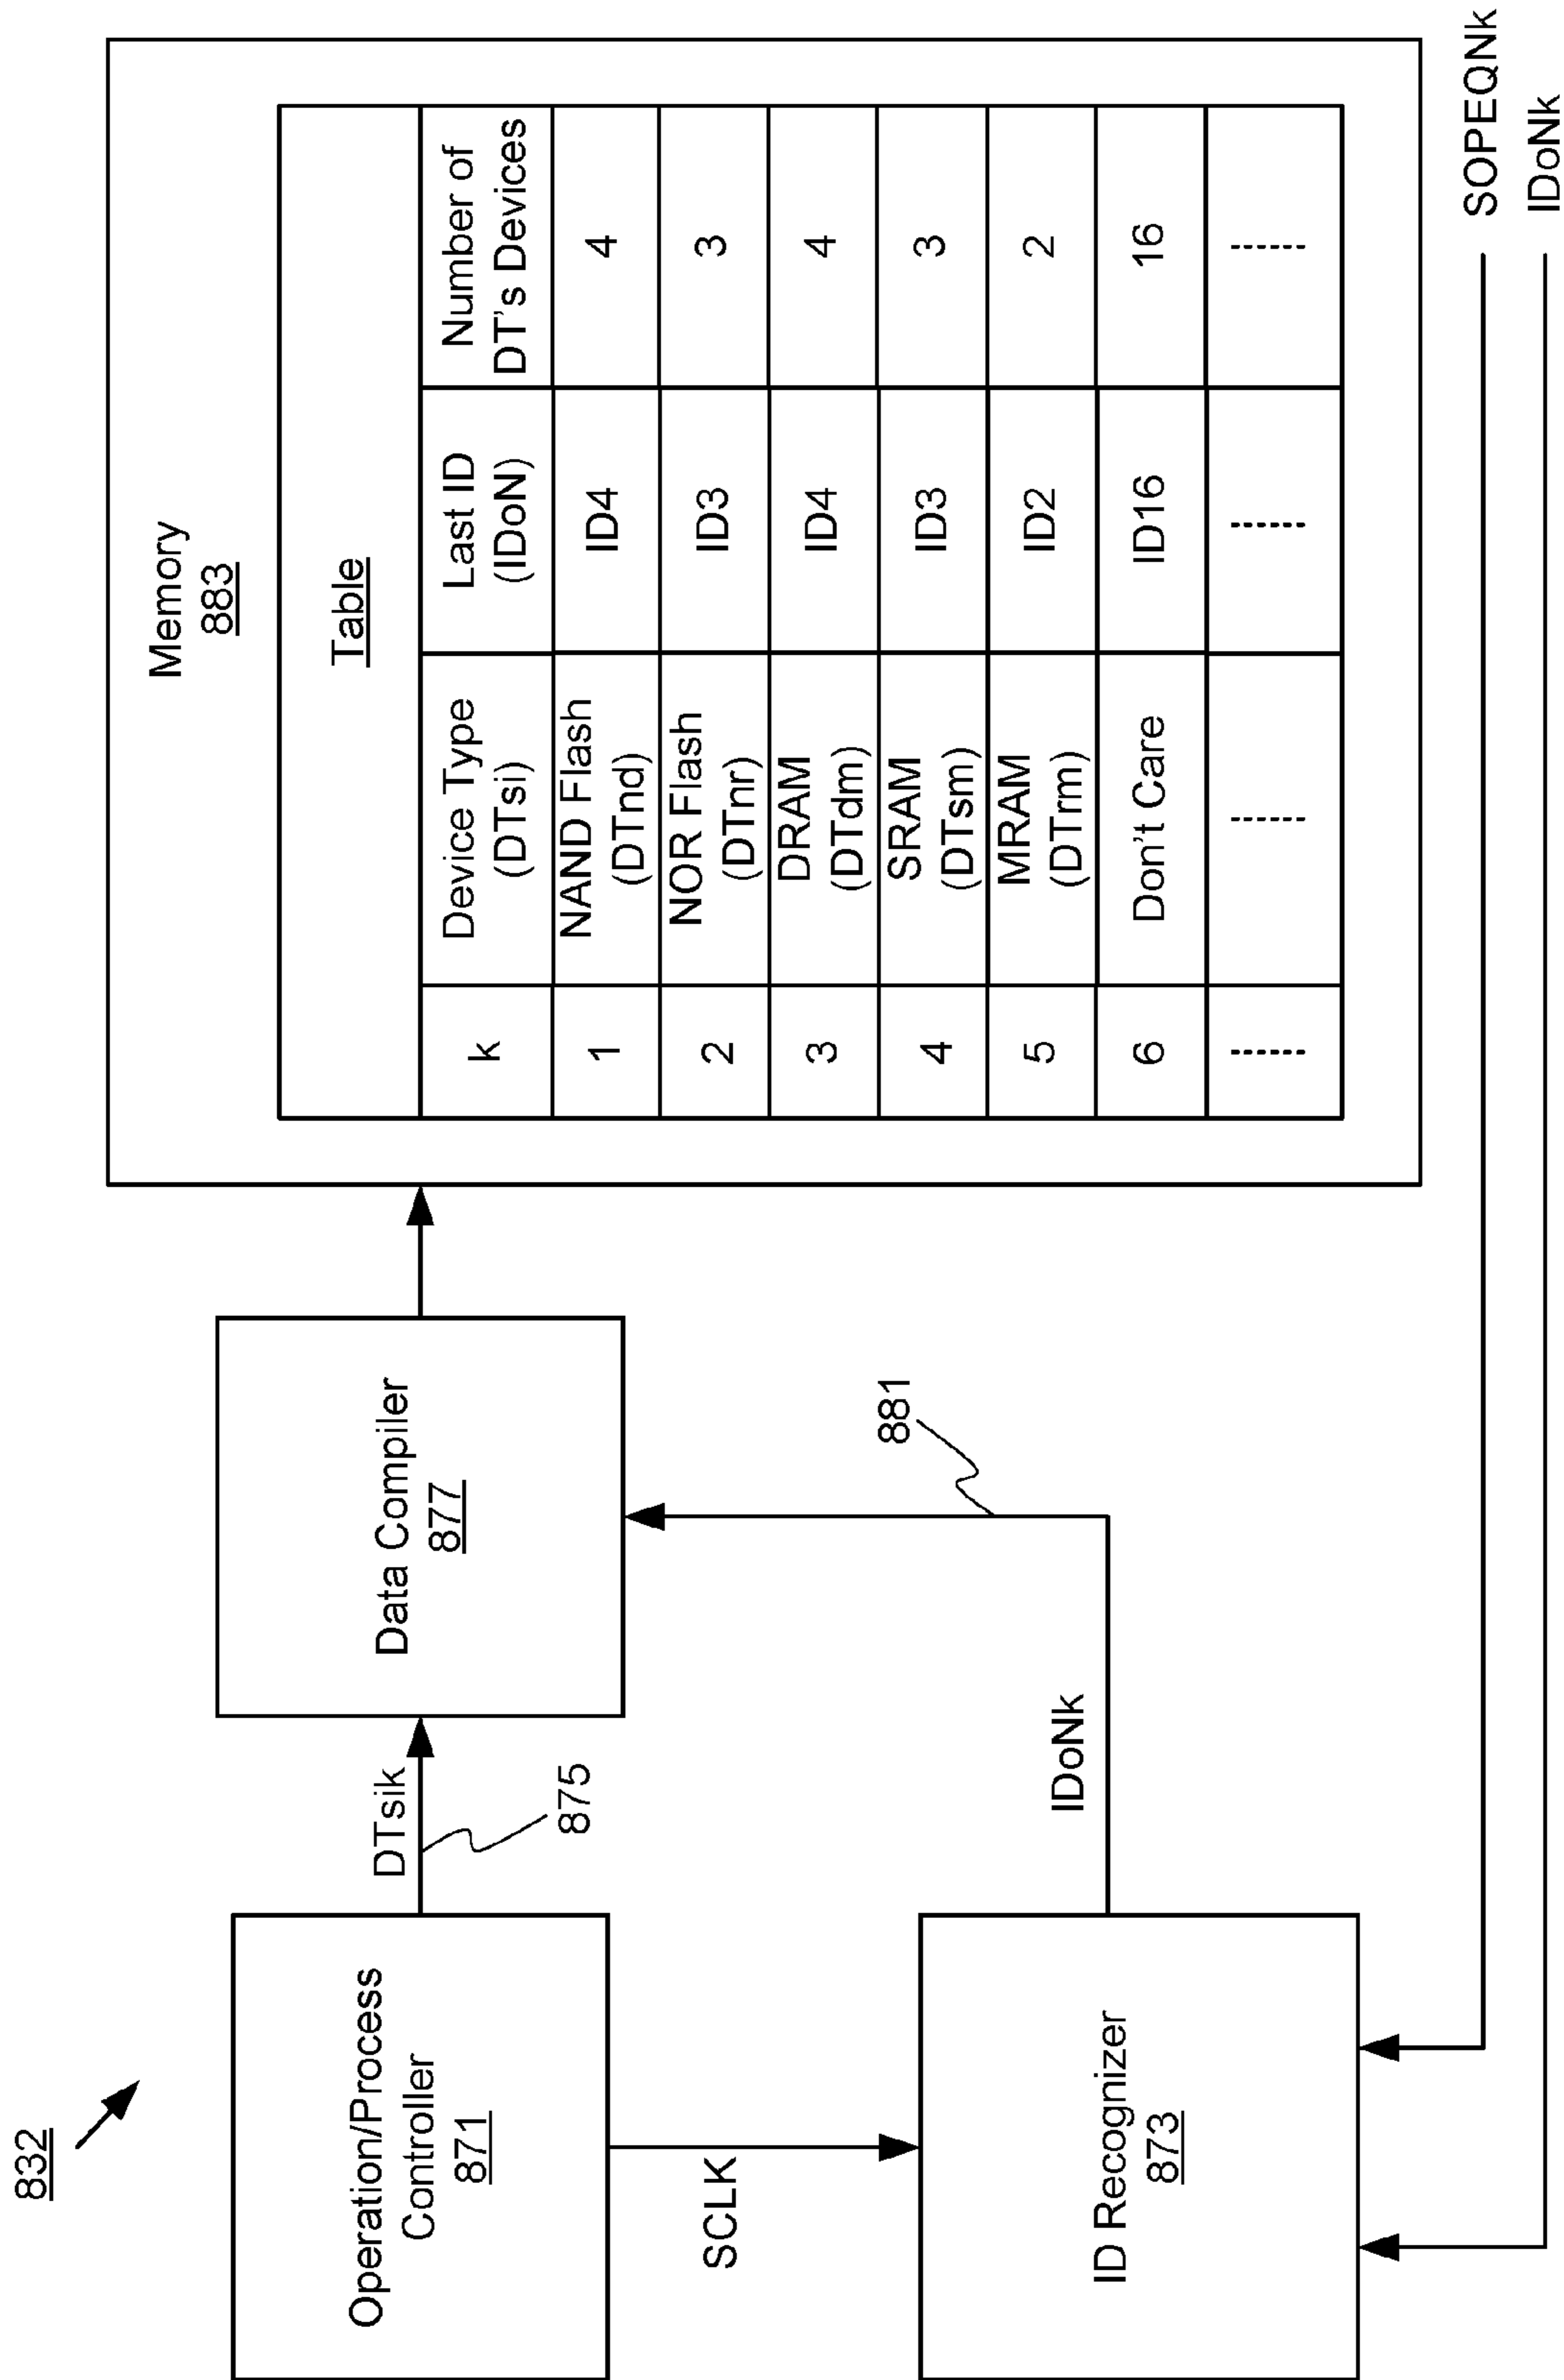 832
Operation/Process
Controller
871
DTsik
875
Data Compiler
877
SCLK
ID Recognizer
873
IDoNk
881
Memory
883
Table
k
Device Type
(DTsi)
Last ID
(IDoN)
Number of
DT's Devices
1
NAND Flash
(DTnd)
ID4
4
2
NOR Flash
(DTnr)
ID3
3
3
DRAM
(DTdm)
ID4
4
4
SRAM
(DTsm)
ID3
3
5
MRAM
(DTrm)
ID2
2
6
Don't Care
ID16
16
------
------
------
------
SOPEQNk
IDoNk